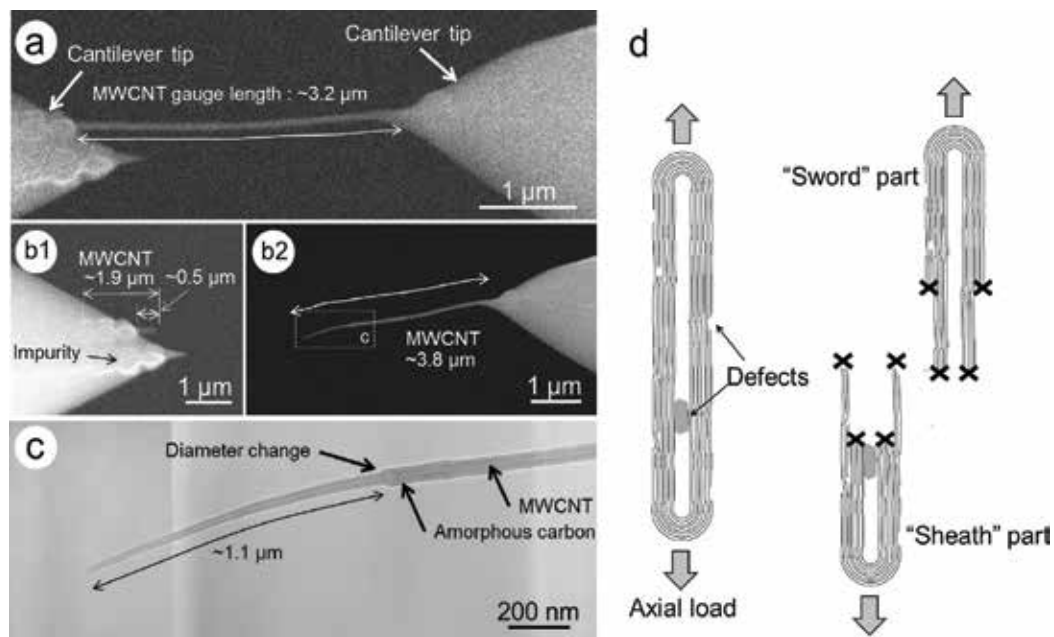 a
Cantilever tip
Cantilever tip
MWCNT gauge length : ~3.2 μm
1 μm
b1
MWCNT
~1.9 μm
~0.5 μm
Impurity
1 μm
b2
c
MWCNT
~3.8 μm
1 μm
c
Diameter change
MWCNT
Amorphous carbon
~1.1 μm
200 nm
d
"Sword" part
Defects
"Sheath" part
Axial load